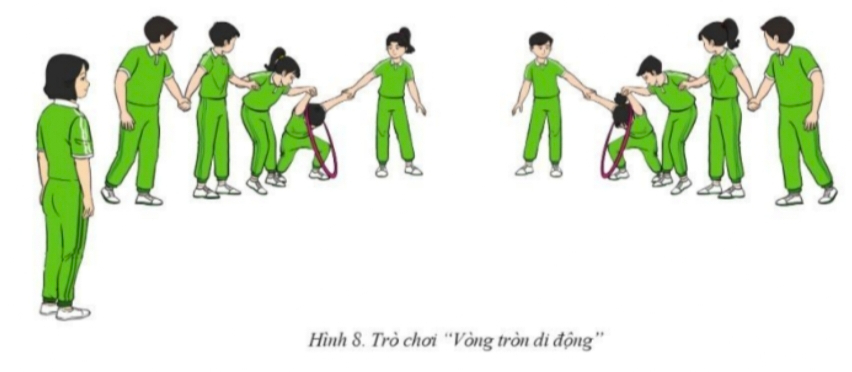 Hình 8. Trò chơi “Vòng tròn di động”